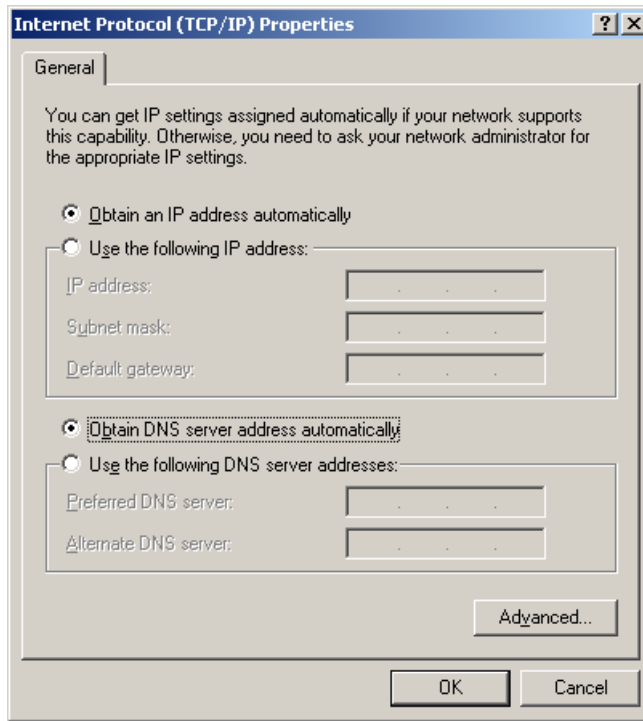 Internet Protocol (TCP/IP) Properties
General
You can get IP settings assigned automatically if your network supports
this capability. Otherwise, you need to ask your network administrator for
the appropriate IP settings.
Obtain an IP address automatically
Use the following IP address:
IP address:
Subnet mask:
Default gateway:
Obtain DNS server address automatically
Use the following DNS server addresses:
Preferred DNS server:
Alternate DNS server:
Advanced...
OK Cancel